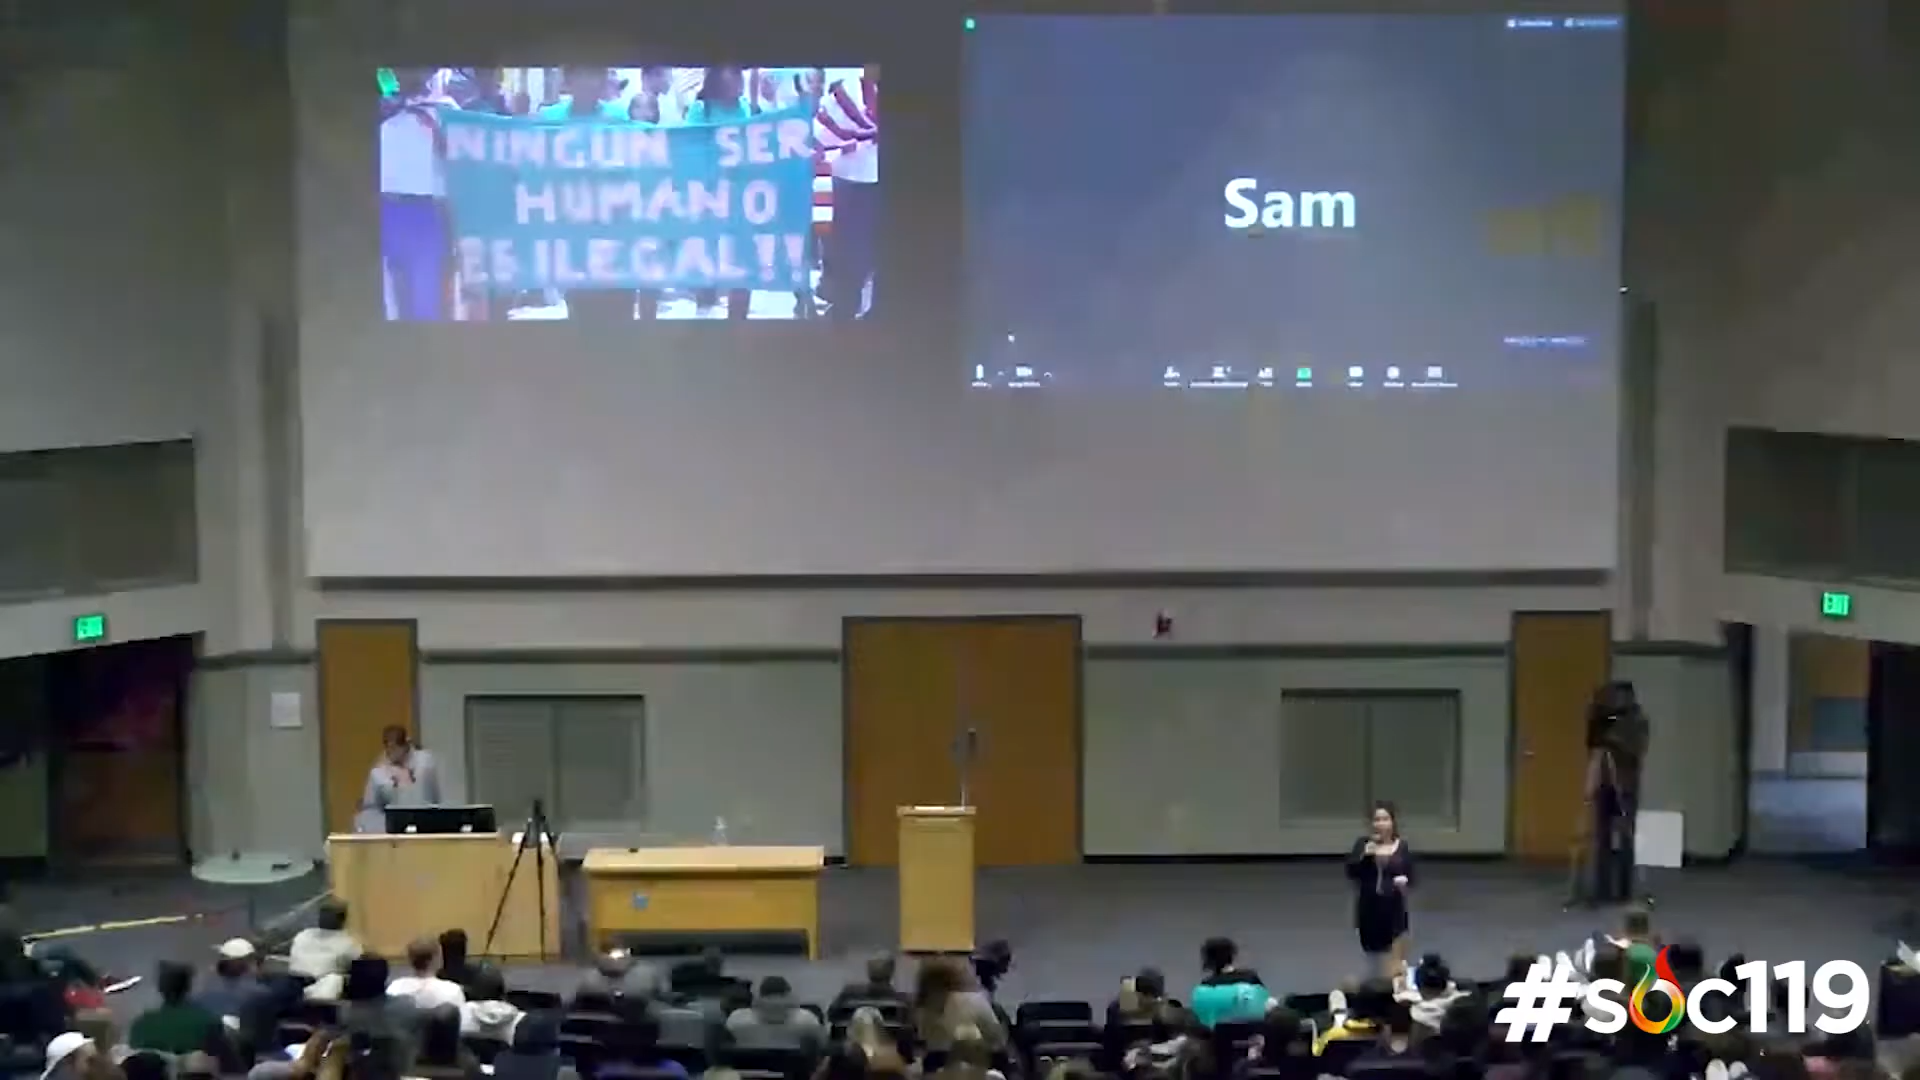 NINGUN SER
HUMANO
ES ILEGAL!!
Sam
EXIT
EXIT
#soc119